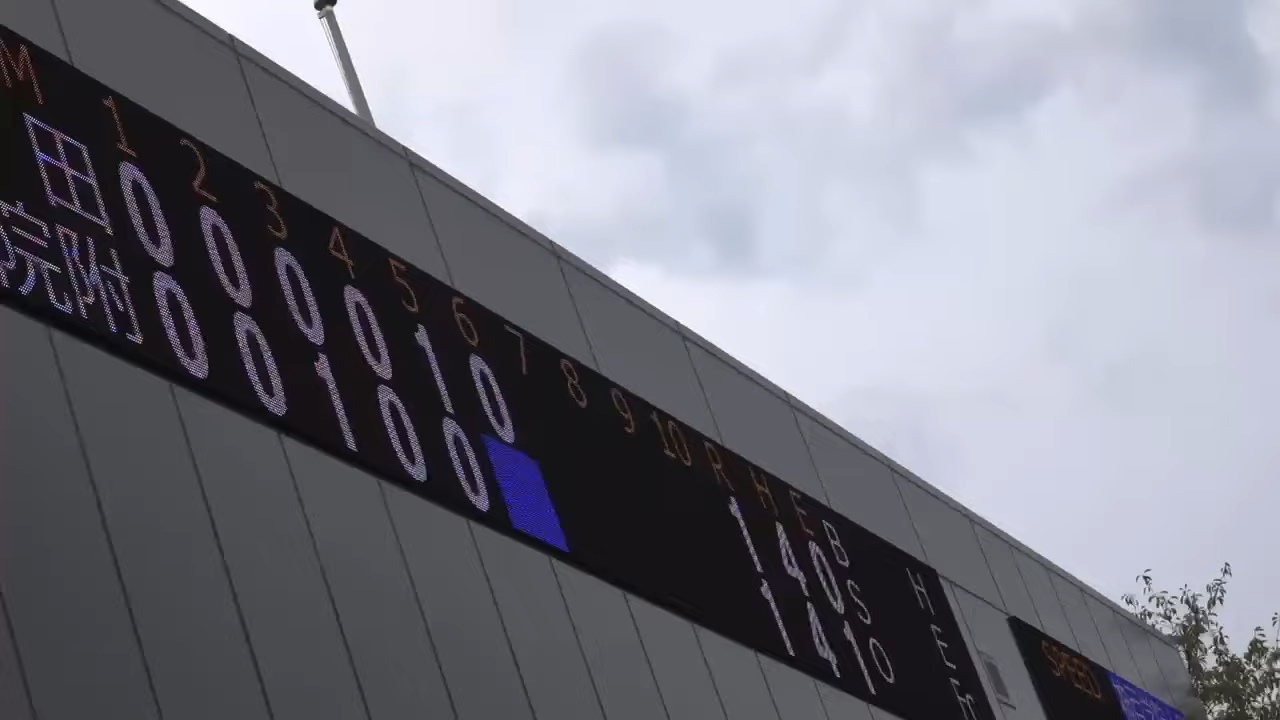 M 1 2 3 4 5 6 7 8 9 10 R H E
田 0 0 0 0 1 0 1 4 0
院附 0 0 1 0 0 1 4 1
B
S
O
H
E
SPEED